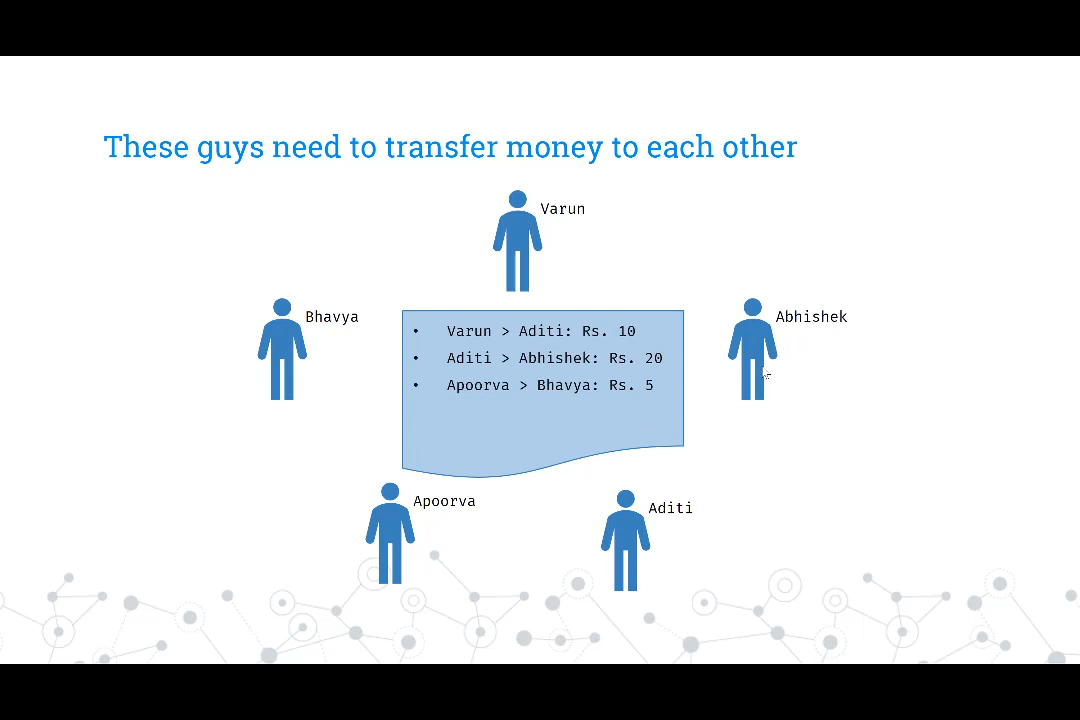 These guys need to transfer money to each other
Varun
Bhavya
Abhishek
• Varun > Aditi: Rs. 10
• Aditi > Abhishek: Rs. 20
• Apoorva > Bhavya: Rs. 5
Apoorva
Aditi